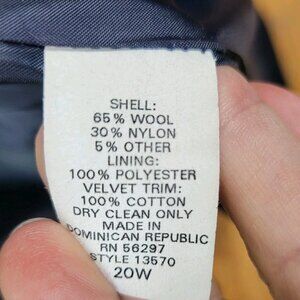 SHELL:
65% WOOL
30% NYLON
5% OTHER
LINING:
100% POLYESTER
VELVET TRIM:
100% COTTON
DRY CLEAN ONLY
MADE IN
DOMINICAN REPUBLIC
RN 56297
STYLE 13570
20W